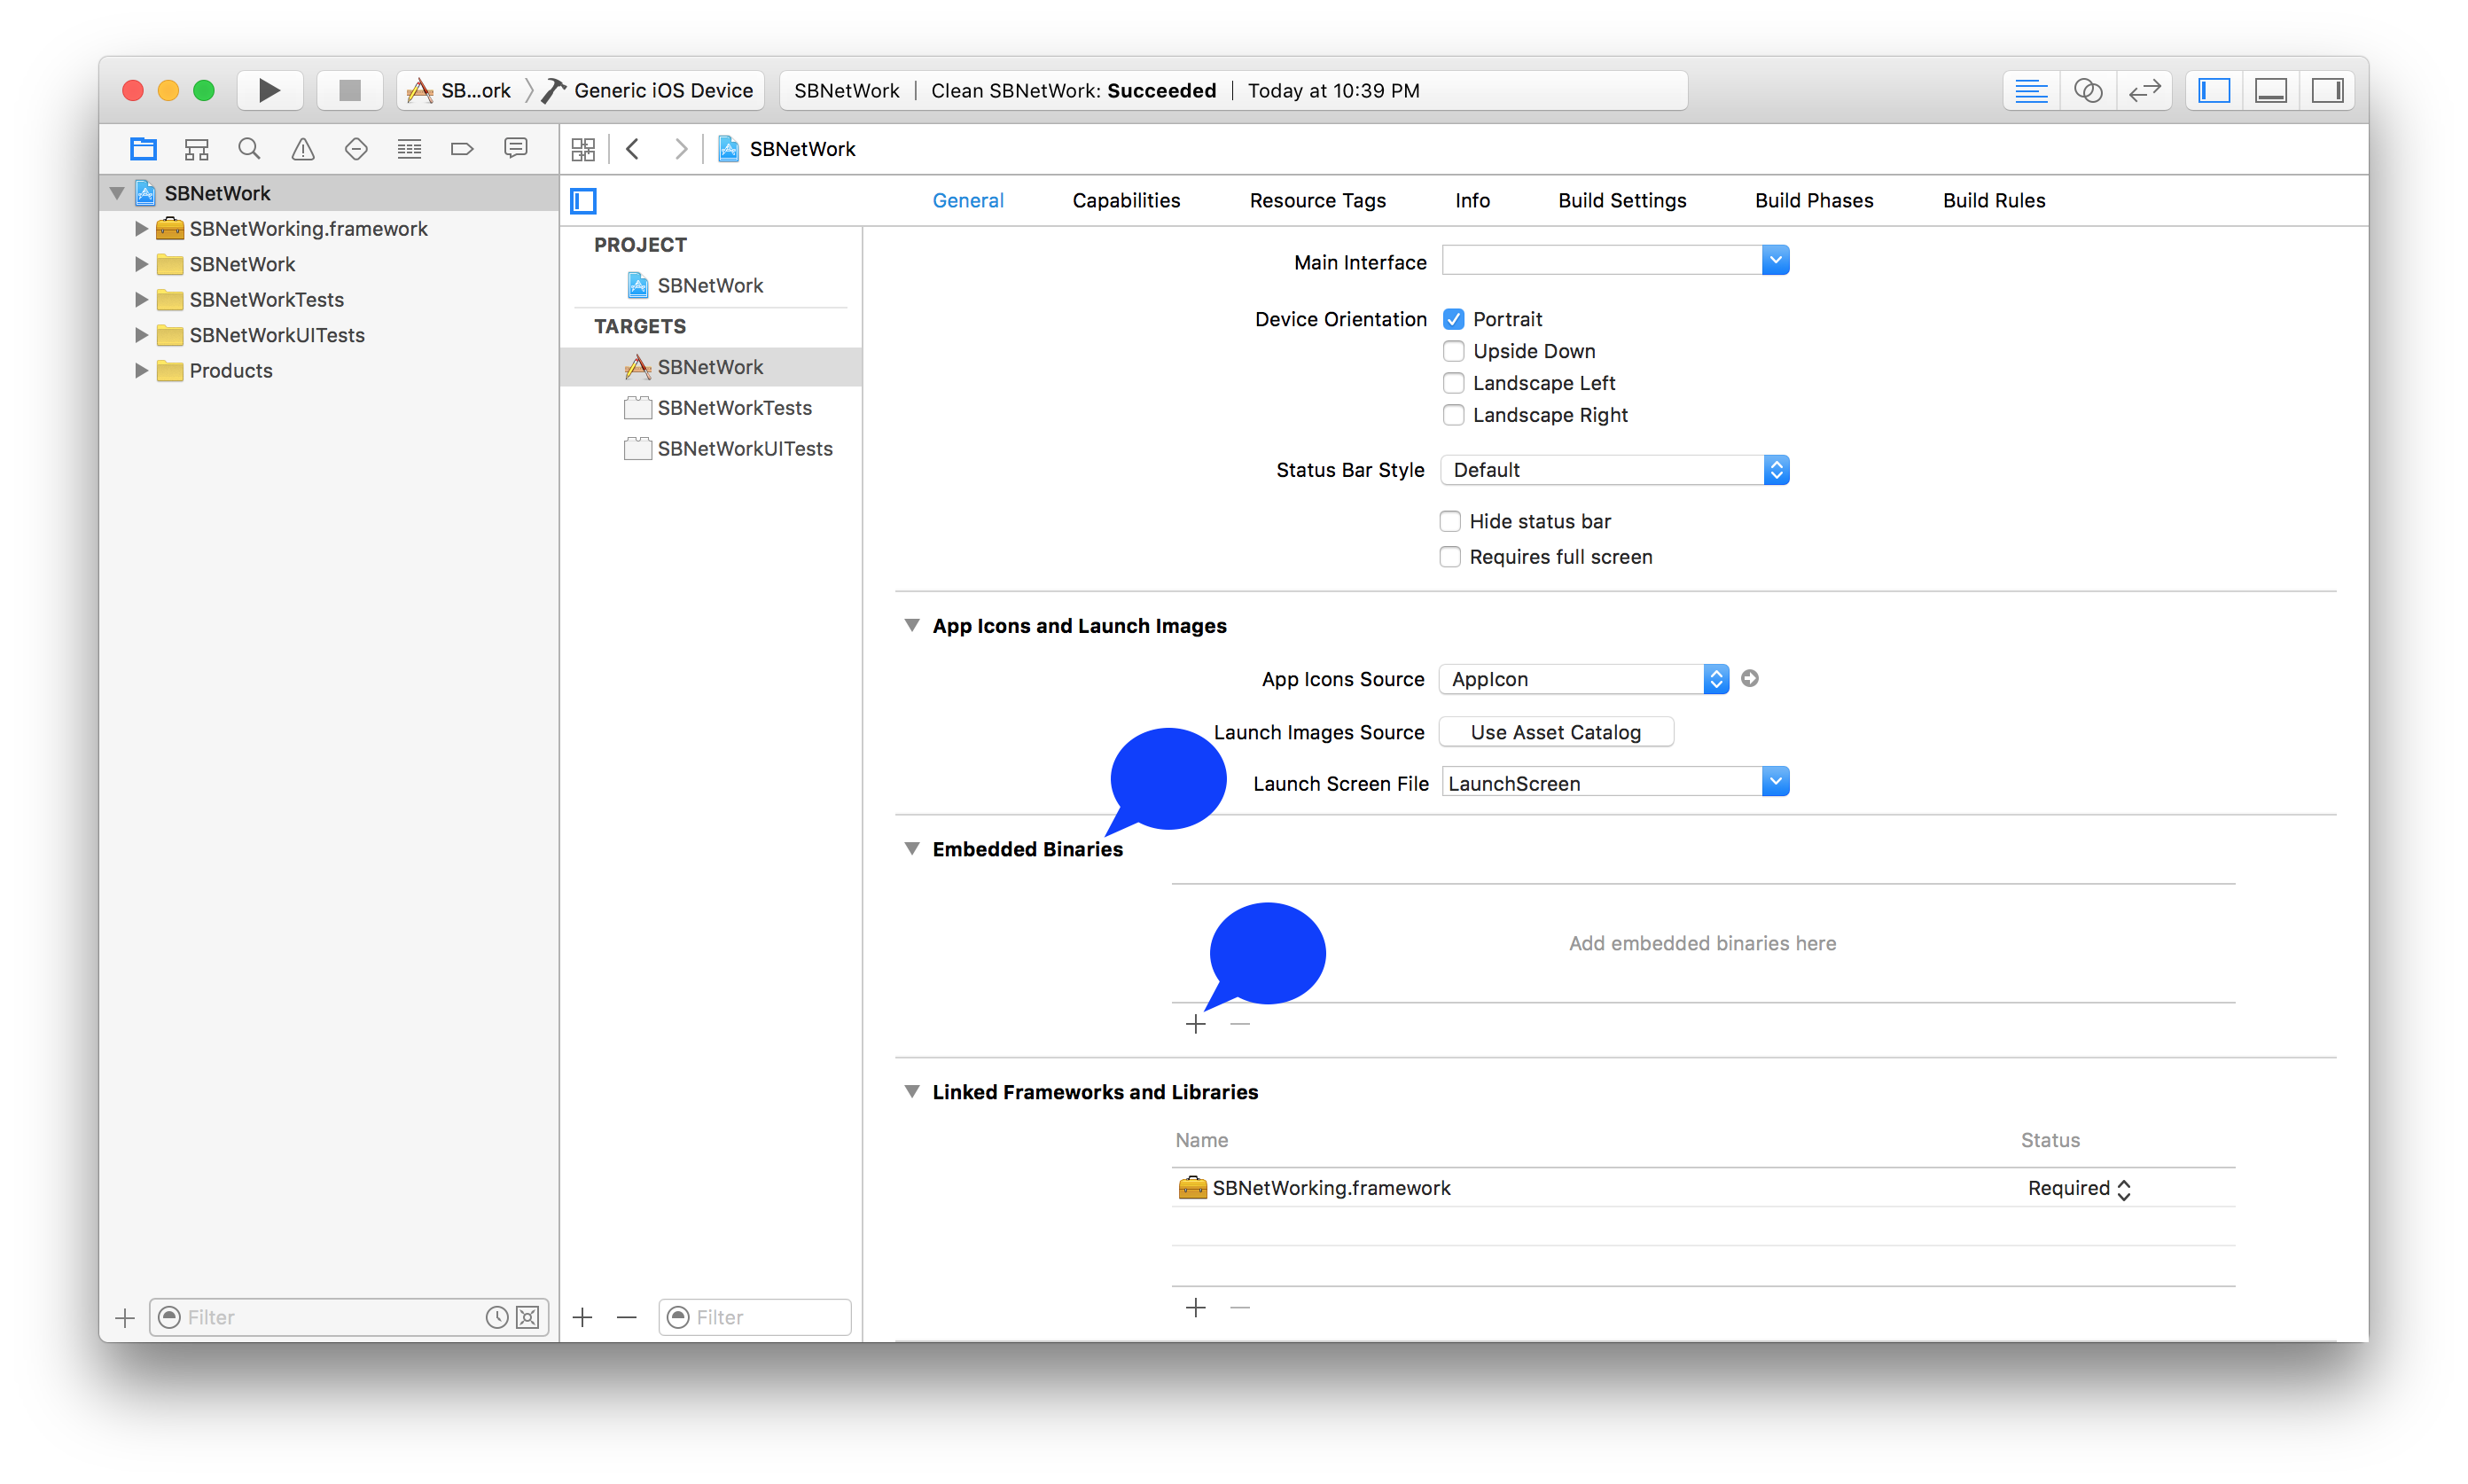 SB...ork
Generic iOS Device
SBNetWork
Clean SBNetWork: Succeeded
Today at 10:39 PM
SBNetWork
SBNetWork
SBNetWorking.framework
SBNetWork
SBNetWorkTests
SBNetWorkUITests
Products
Filter
General
Capabilities
Resource Tags
Info
Build Settings
Build Phases
Build Rules
PROJECT
SBNetWork
TARGETS
SBNetWork
SBNetWorkTests
SBNetWorkUITests
Filter
Main Interface
Device Orientation
Portrait
Upside Down
Landscape Left
Landscape Right
Status Bar Style
Default
Hide status bar
Requires full screen
App Icons and Launch Images
App Icons Source
AppIcon
Launch Images Source
Use Asset Catalog
Launch Screen File
LaunchScreen
Embedded Binaries
Add embedded binaries here
Linked Frameworks and Libraries
Name
Status
SBNetWorking.framework
Required